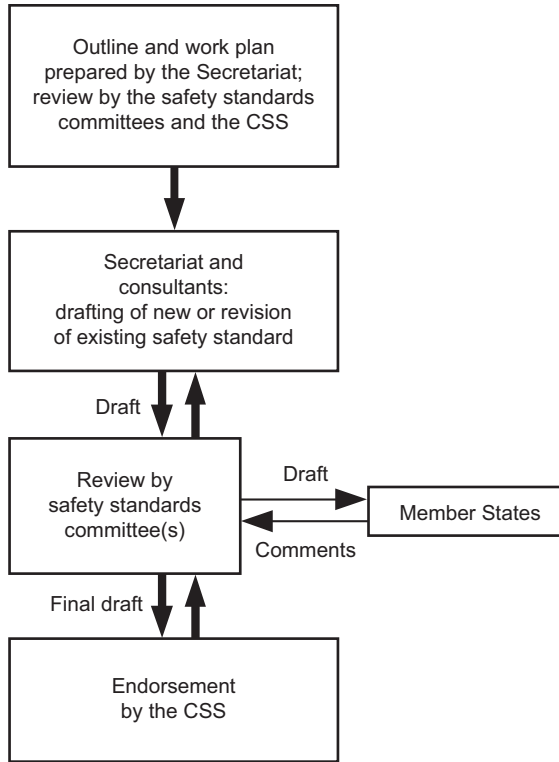 Outline and work plan
prepared by the Secretariat;
review by the safety standards
committees and the CSS
Secretariat and
consultants:
drafting of new or revision
of existing safety standard
Draft
Review by
safety standards
committee(s)
Draft
Member States
Comments
Final draft
Endorsement
by the CSS